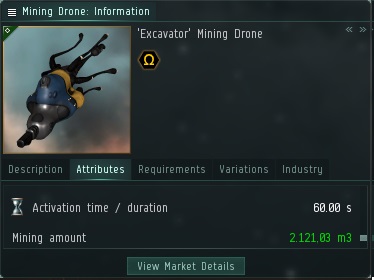 Mining Drone: Information
'Excavator' Mining Drone
Ω
Description Attributes Requirements Variations Industry
Activation time / duration 60.00 s
Mining amount 2.121,03 m3
View Market Details